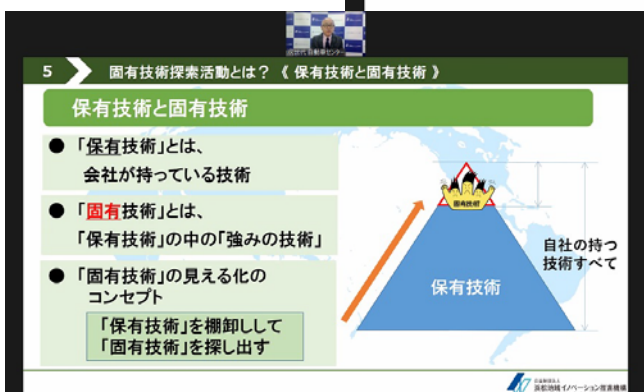 次世代自動車センター
5
固有技術探索活動とは？《 保有技術と固有技術 》
保有技術と固有技術
● 「保有技術」とは、
会社が持っている技術
● 「固有技術」とは、
「保有技術」の中の「強みの技術」
● 「固有技術」の見える化の
コンセプト
「保有技術」を棚卸しして
「固有技術」を探し出す
固有技術
保有技術
自社の持つ
技術すべて
公益財団法人
浜松地域イノベーション推進機構